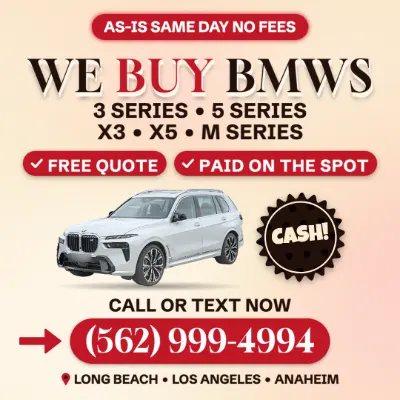 AS-IS SAME DAY NO FEES
WE BUY BMWS
3 SERIES • 5 SERIES
X3 • X5 • M SERIES
FREE QUOTE
PAID ON THE SPOT
CASH!
CALL OR TEXT NOW
(562) 999-4994
LONG BEACH • LOS ANGELES • ANAHEIM